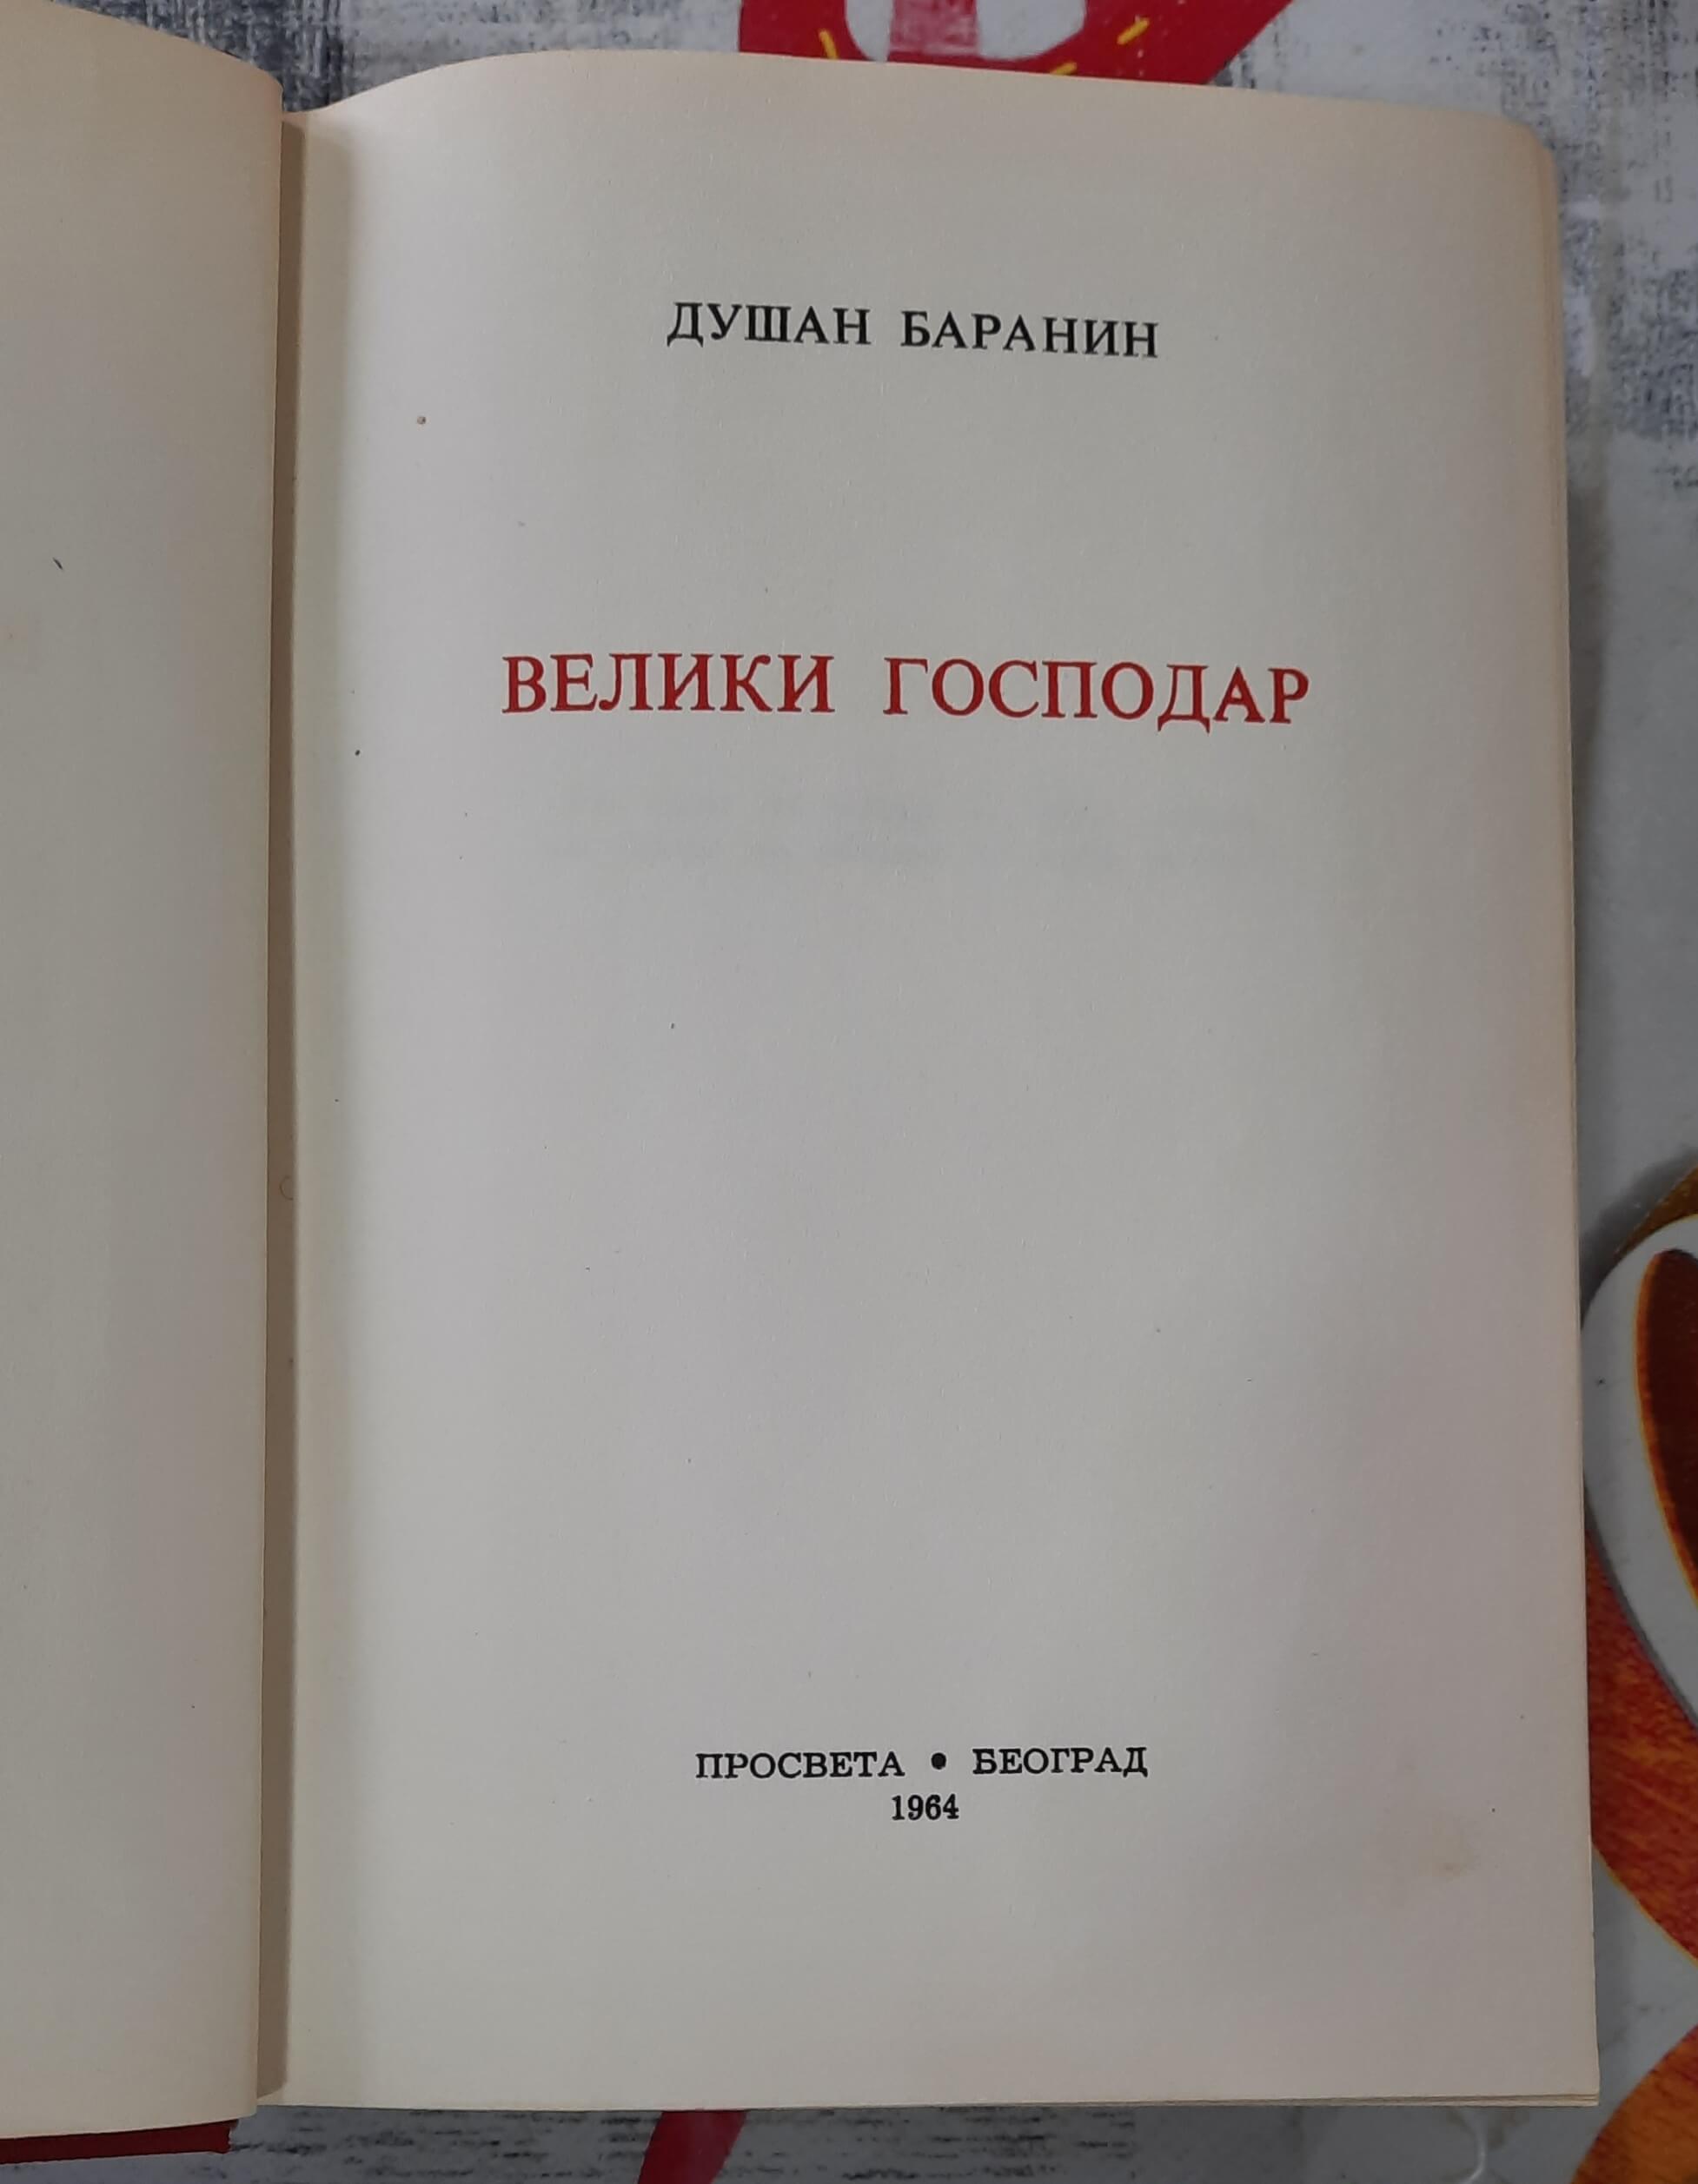 ДУШАН БАРАНИН
ВЕЛИКИ ГОСПОДАР
ПРОСВЕТА • БЕОГРАД
1964